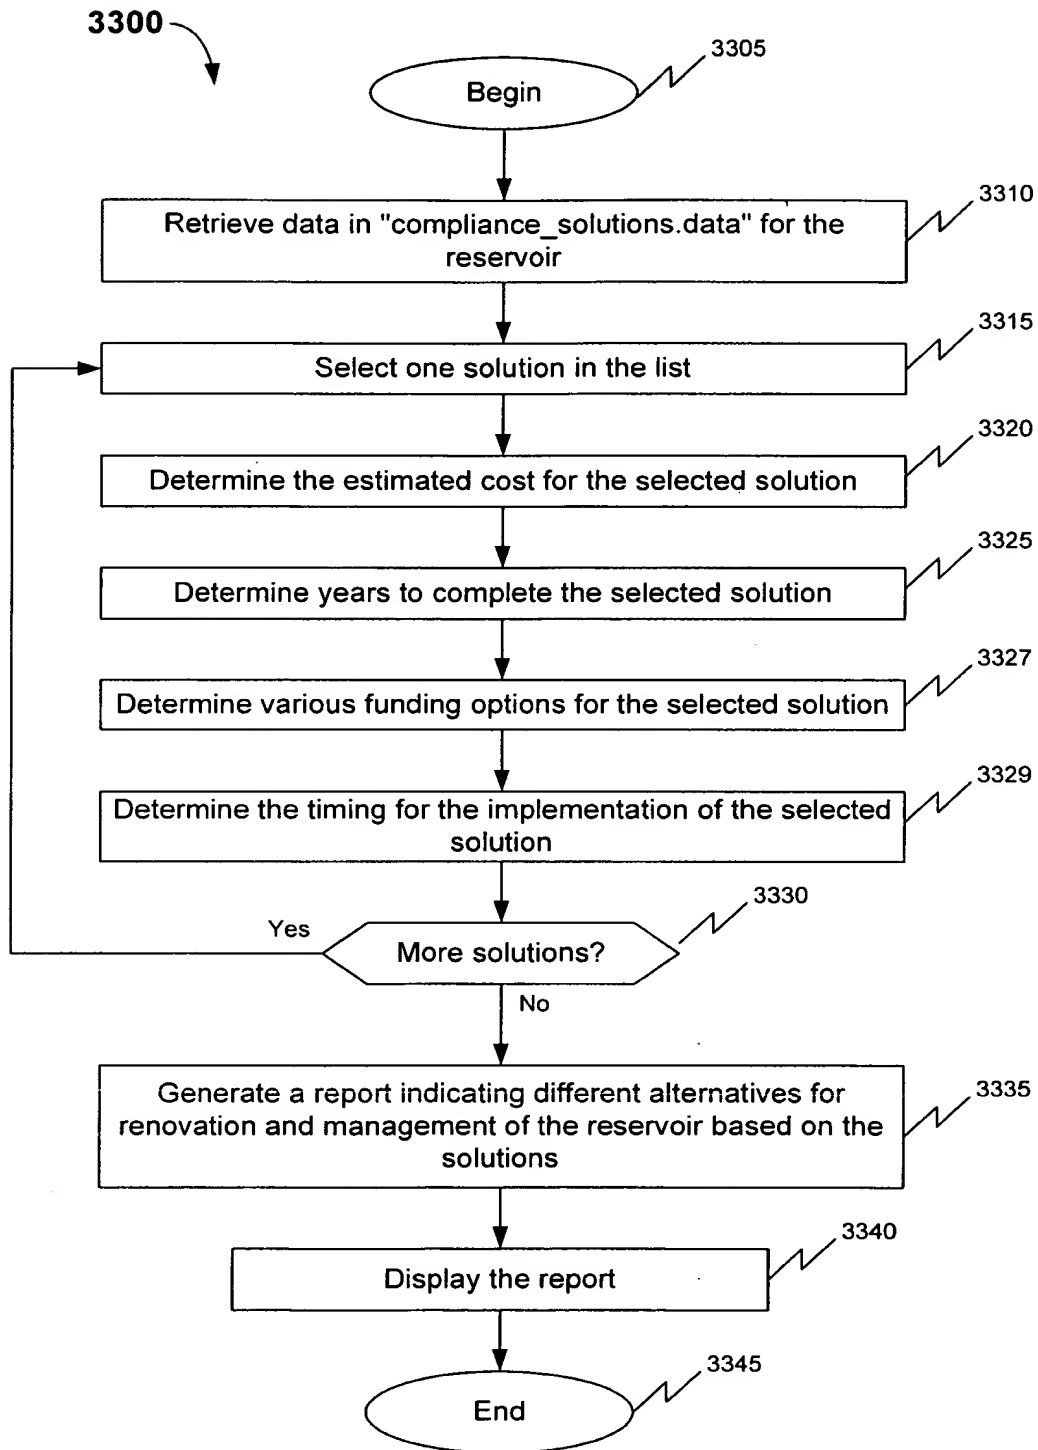 3300
3305
Begin
3310
Retrieve data in "compliance_solutions.data" for the
reservoir
3315
Select one solution in the list
3320
Determine the estimated cost for the selected solution
3325
Determine years to complete the selected solution
3327
Determine various funding options for the selected solution
3329
Determine the timing for the implementation of the selected
solution
3330
Yes
More solutions?
No
3335
Generate a report indicating different alternatives for
renovation and management of the reservoir based on the
solutions
3340
Display the report
3345
End